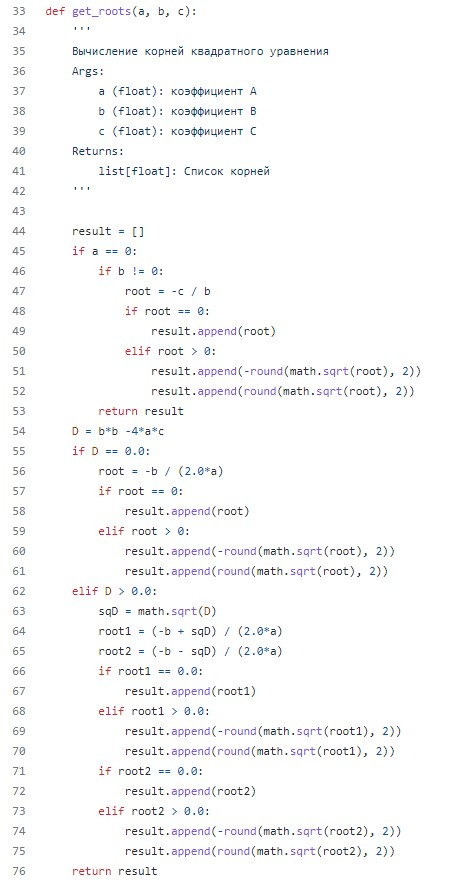 33 def get_roots(a, b, c):
34     '''
35     Вычисление корней квадратного уравнения
36     Args:
37         a (float): коэффициент A
38         b (float): коэффициент B
39         c (float): коэффициент C
40     Returns:
41         list[float]: Список корней
42     '''
43
44     result = []
45     if a == 0:
46         if b != 0:
47             root = -c / b
48             if root == 0:
49                 result.append(root)
50             elif root > 0:
51                 result.append(-round(math.sqrt(root), 2))
52                 result.append(round(math.sqrt(root), 2))
53         return result
54     D = b*b -4*a*c
55     if D == 0.0:
56         root = -b / (2.0*a)
57         if root == 0:
58             result.append(root)
59         elif root > 0:
60             result.append(-round(math.sqrt(root), 2))
61             result.append(round(math.sqrt(root), 2))
62     elif D > 0.0:
63         sqD = math.sqrt(D)
64         root1 = (-b + sqD) / (2.0*a)
65         root2 = (-b - sqD) / (2.0*a)
66         if root1 == 0.0:
67             result.append(root1)
68         elif root1 > 0.0:
69             result.append(-round(math.sqrt(root1), 2))
70             result.append(round(math.sqrt(root1), 2))
71         if root2 == 0.0:
72             result.append(root2)
73         elif root2 > 0.0:
74             result.append(-round(math.sqrt(root2), 2))
75             result.append(round(math.sqrt(root2), 2))
76     return result